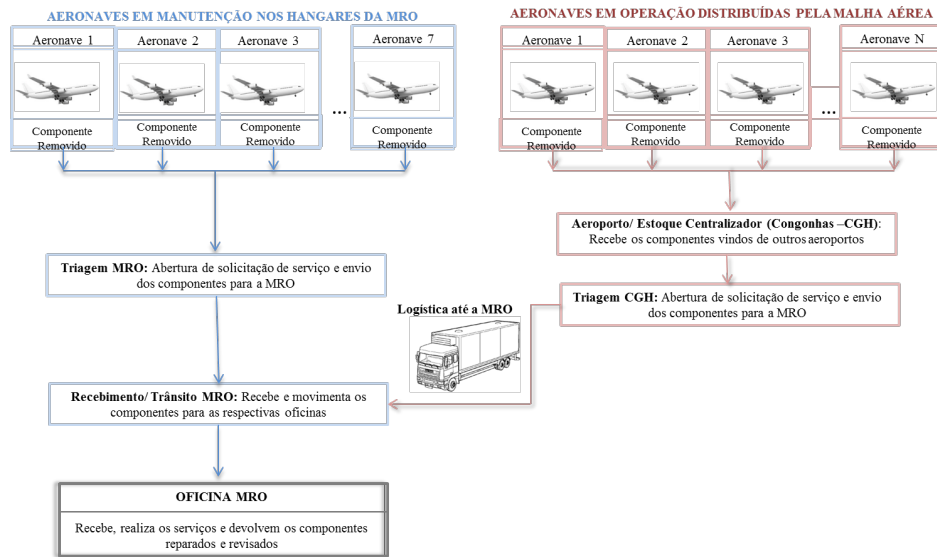 AERONAVES EM MANUTENÇÃO NOS HANGARES DA MRO
Aeronave 1
Aeronave 2
Aeronave 3
Aeronave 7
...
Componente
Removido
Componente
Removido
Componente
Removido
Componente
Removido
AERONAVES EM OPERAÇÃO DISTRIBUÍDAS PELA MALHA AÉREA
Aeronave 1
Aeronave 2
Aeronave 3
Aeronave N
...
Componente
Removido
Componente
Removido
Componente
Removido
Componente
Removido
Aeroporto/ Estoque Centralizador (Congonhas –CGH):
Recebe os componentes vindos de outros aeroportos
Triagem MRO: Abertura de solicitação de serviço e envio
dos componentes para a MRO
Triagem CGH: Abertura de solicitação de serviço e envio
dos componentes para a MRO
Logística até a MRO
Recebimento/ Trânsito MRO: Recebe e movimenta os
componentes para as respectivas oficinas
OFICINA MRO
Recebe, realiza os serviços e devolvem os componentes
reparados e revisados